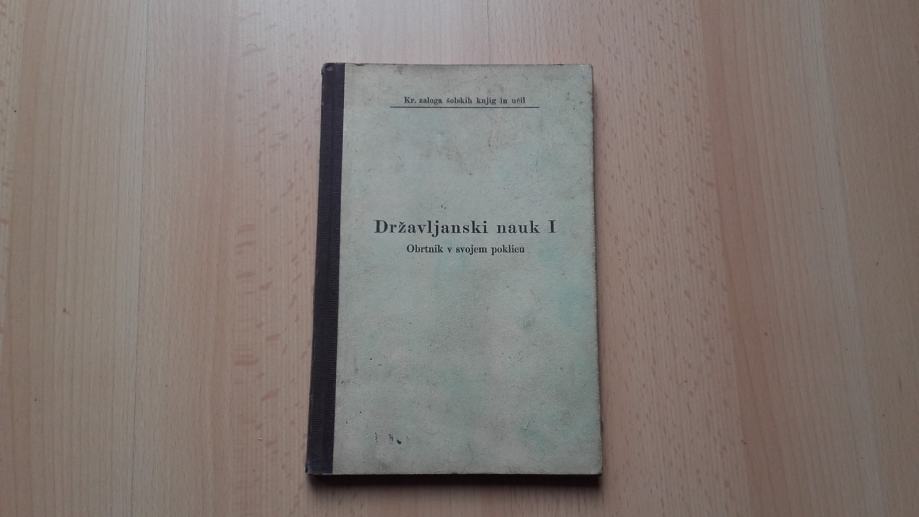 Kr. zaloga šolskih knjig in učil
Državljanski nauk I
Obrtnik v svojem poklicu